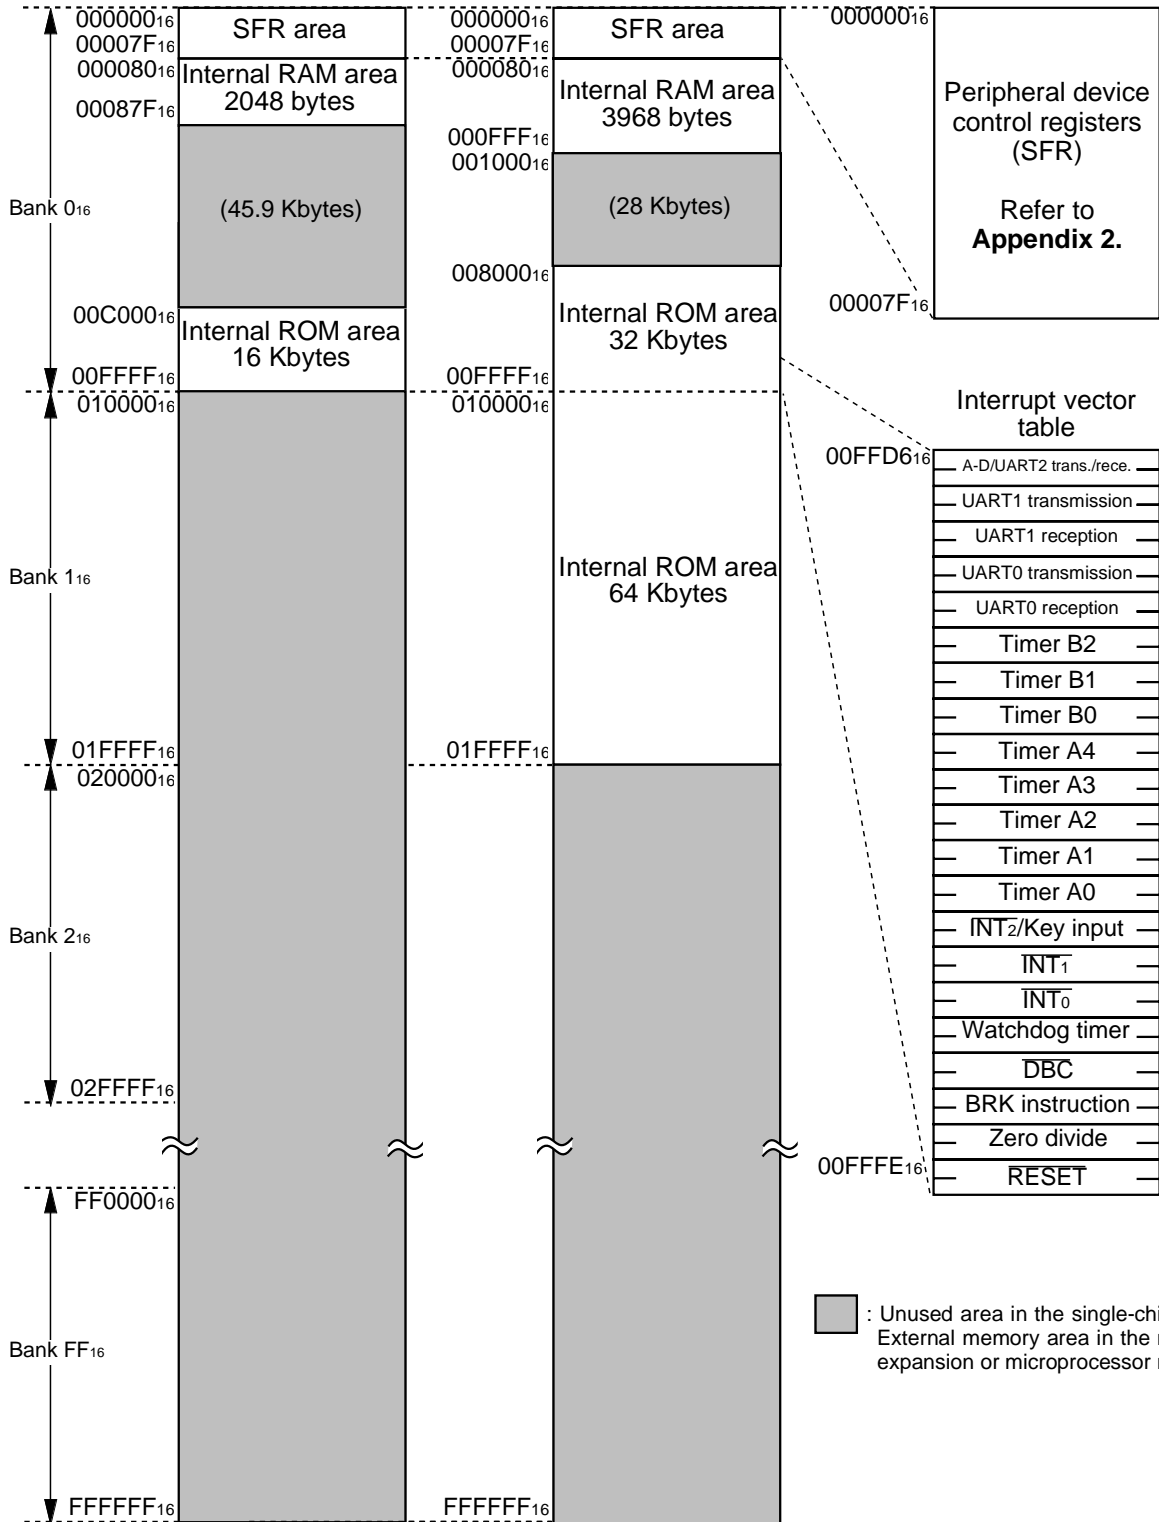 000000₁₆
00007F₁₆
000080₁₆
00087F₁₆
00C000₁₆
00FFFF₁₆
010000₁₆
01FFFF₁₆
020000₁₆
02FFFF₁₆
FF0000₁₆
FFFFFF₁₆
Bank 0₁₆
Bank 1₁₆
Bank 2₁₆
Bank FF₁₆
SFR area
Internal RAM area
2048 bytes
(45.9 Kbytes)
Internal ROM area
16 Kbytes
000000₁₆
00007F₁₆
000080₁₆
000FFF₁₆
001000₁₆
008000₁₆
00FFFF₁₆
010000₁₆
01FFFF₁₆
FFFFFF₁₆
SFR area
Internal RAM area
3968 bytes
(28 Kbytes)
Internal ROM area
32 Kbytes
Internal ROM area
64 Kbytes
000000₁₆
Peripheral device
control registers
(SFR)
Refer to
Appendix 2.
00007F₁₆
Interrupt vector
table
00FFD6₁₆
A-D/UART2 trans./rece.
UART1 transmission
UART1 reception
UART0 transmission
UART0 reception
Timer B2
Timer B1
Timer B0
Timer A4
Timer A3
Timer A2
Timer A1
Timer A0
INT₂/Key input
INT₁
INT₀
Watchdog timer
DBC
BRK instruction
Zero divide
00FFFE₁₆
RESET
: Unused area in the single-chi
External memory area in the
expansion or microprocessor